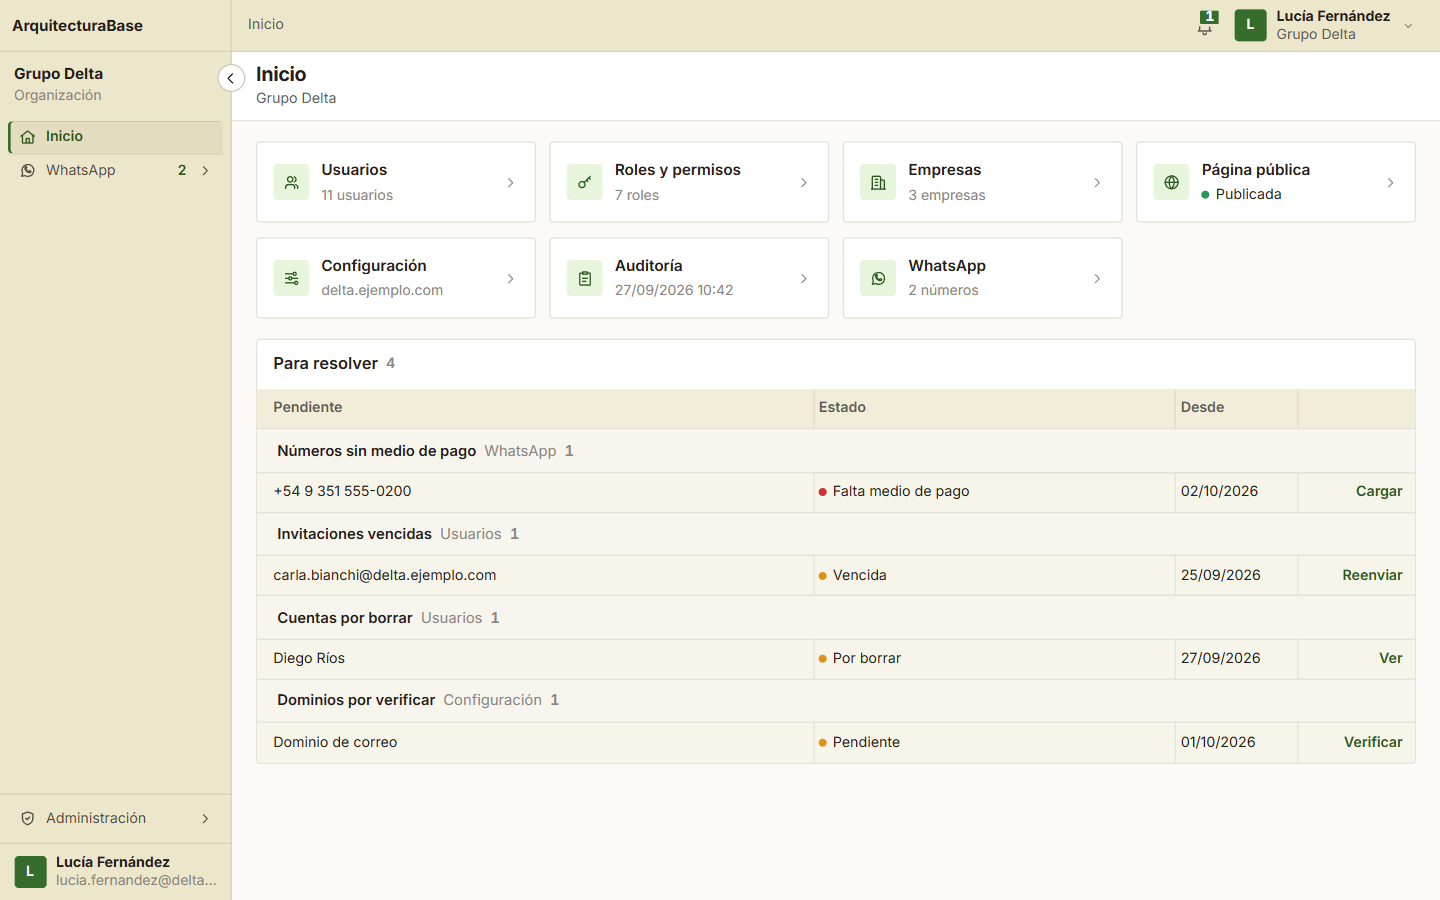 ArquitecturaBase
Inicio
1
L
Lucía Fernández
Grupo Delta
Grupo Delta
Organización
Inicio
WhatsApp 2
Inicio
Grupo Delta
Usuarios
11 usuarios
Roles y permisos
7 roles
Empresas
3 empresas
Página pública
Publicada
Configuración
delta.ejemplo.com
Auditoría
27/09/2026 10:42
WhatsApp
2 números
Para resolver 4
Pendiente Estado Desde
Números sin medio de pago WhatsApp 1
+54 9 351 555-0200 Falta medio de pago 02/10/2026 Cargar
Invitaciones vencidas Usuarios 1
carla.bianchi@delta.ejemplo.com Vencida 25/09/2026 Reenviar
Cuentas por borrar Usuarios 1
Diego Ríos Por borrar 27/09/2026 Ver
Dominios por verificar Configuración 1
Dominio de correo Pendiente 01/10/2026 Verificar
Administración
L
Lucía Fernández
lucia.fernandez@delta...